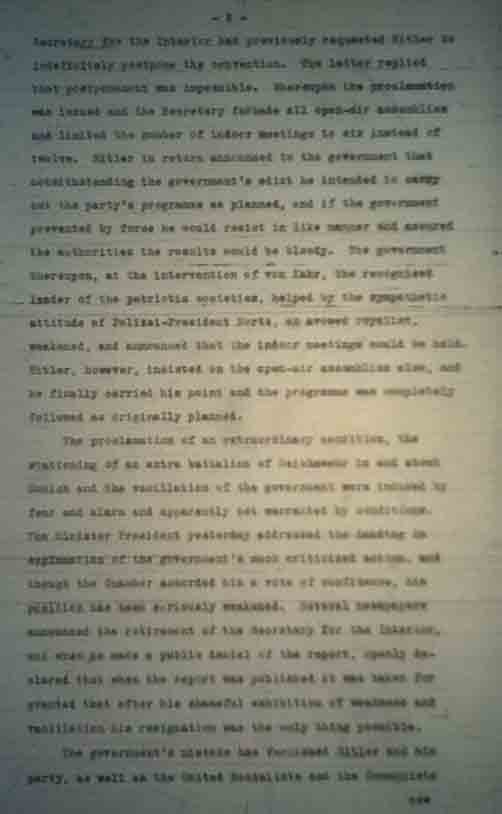 - 2 -
Secretary for the Interior had previously requested Hitler to
indefinitely postpone the convention. The latter replied
that postponement was impossible. Whereupon the proclamation
was issued and the Secretary forbade all open-air assemblies
and limited the number of indoor meetings to six instead of
twelve. Hitler in return announced to the government that
notwithstanding the government's edict he intended to carry
out the party's programme as planned, and if the government
prevented by force he would resist in like manner and assured
the authorities the results would be bloody. The government
thereupon, at the intervention of von Kahr, the recognized
leader of the patriotic societies, helped by the sympathetic
attitude of Polizei-President Nortz, an avowed royalist,
weakened, and announced that the indoor meetings could be held.
Hitler, however, insisted on the open-air assemblies also, and
he finally carried his point and the programme was completely
followed as originally planned.
The proclamation of an extraordinary condition, the
stationing of an extra battalion of Reichswehr in and about
Munich and the vacillation of the government were induced by
fear and alarm and apparently not warranted by conditions.
The Minister President yesterday addressed the Landtag in
explanation of the government's much criticized action, and
though the Chamber accorded him a vote of confidence, his
position has been seriously weakened. Several newspapers
announced the retirement of the Secretary for the Interior,
and when he made a public denial of the report, openly de-
clared that when the report was published it was taken for
granted that after his shameful exhibition of weakness and
vacillation his resignation was the only thing possible.
The government's mistake has furnished Hitler and his
party, as well as the United Socialists and the Communists
new